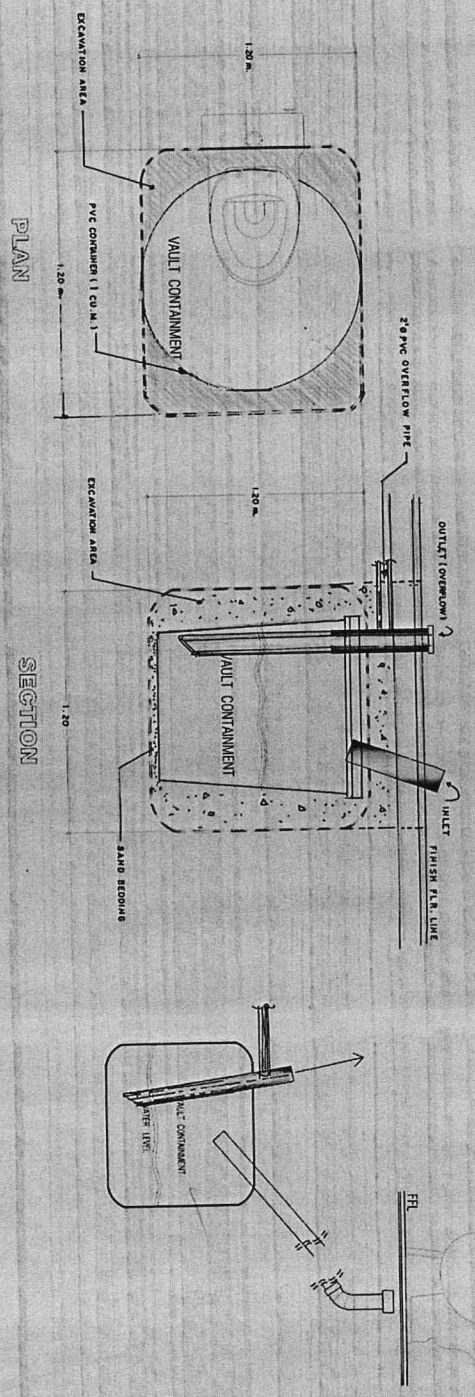 1.20 m.
EXCAVATION AREA
VAULT CONTAINMENT
PVC CONTAINER ( 1 CU.M. )
1.20 m.
PLAN
2"Ø PVC OVERFLOW PIPE
OUTLET ( OVERFLOW)
INLET
FINISH FLR. LINE
1.20 m.
EXCAVATION AREA
VAULT CONTAINMENT
1.20
SAND BEDDING
SECTION
FFL
VAULT CONTAINMENT
WATER LEVEL